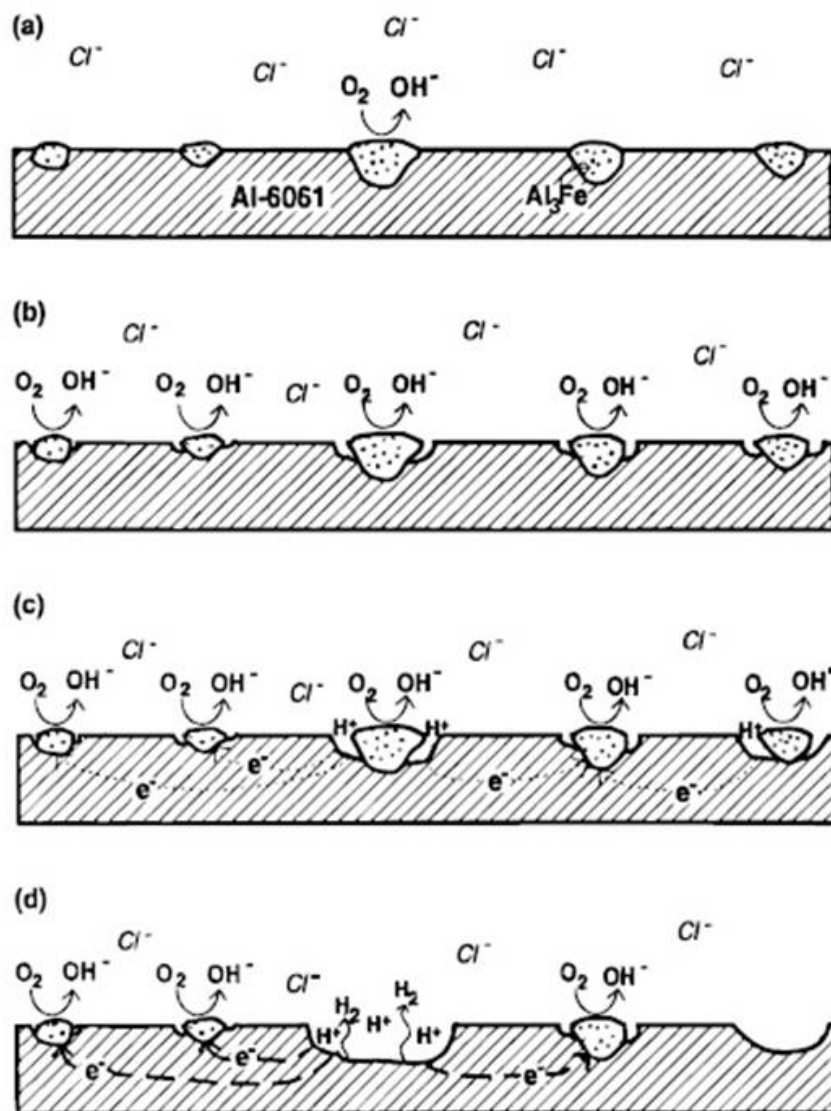 (a)
Cl⁻
Cl⁻ Cl⁻ Cl⁻ Cl⁻
O₂ OH⁻
Al-6061 Al₃Fe
(b)
Cl⁻ Cl⁻ Cl⁻
O₂ OH⁻ O₂ OH⁻ Cl⁻ O₂ OH⁻ O₂ OH⁻ O₂ OH⁻
(c)
Cl⁻ Cl⁻ Cl⁻
O₂ OH⁻ O₂ OH⁻ Cl⁻ O₂ OH⁻ O₂ OH⁻ O₂ OH⁻
H⁺ H⁺ H⁺
e⁻ e⁻ e⁻ e⁻
(d)
Cl⁻ Cl⁻ Cl⁻
O₂ OH⁻ O₂ OH⁻ Cl⁻ H₂ H₂ O₂ OH⁻
H⁺ H⁺ H⁺
e⁻ e⁻